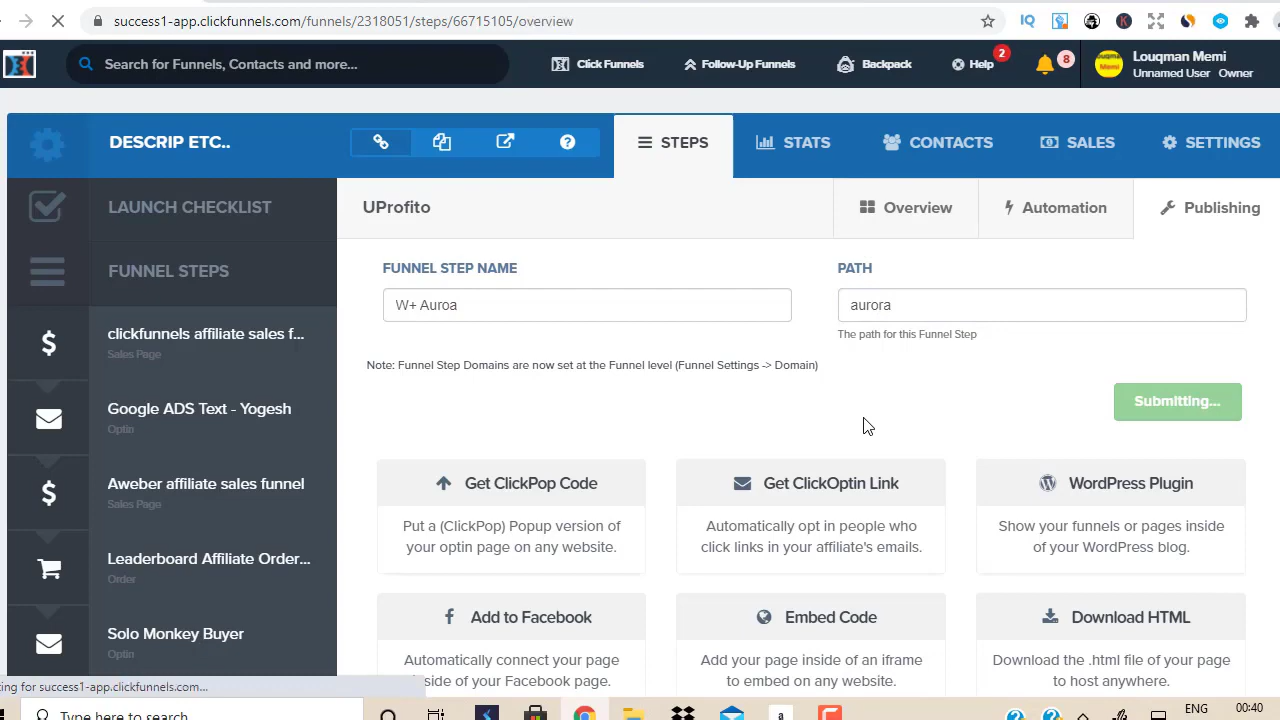 success1-app.clickfunnels.com/funnels/2318051/steps/66715105/overview
IQ
K
Search for Funnels, Contacts and more...
Click Funnels
Follow-Up Funnels
Backpack
Help
2
8
Louqman Memi
Louqman Memi
Unnamed User Owner
DESCRIP ETC..
STEPS
STATS
CONTACTS
SALES
SETTINGS
LAUNCH CHECKLIST
UProfito
Overview
Automation
Publishing
FUNNEL STEPS
FUNNEL STEP NAME
PATH
W+ Auroa
aurora
The path for this Funnel Step
clickfunnels affiliate sales f...
Sales Page
Note: Funnel Step Domains are now set at the Funnel level (Funnel Settings -> Domain)
Submitting...
Google ADS Text - Yogesh
Optin
Aweber affiliate sales funnel
Sales Page
Get ClickPop Code
Put a (ClickPop) Popup version of
your optin page on any website.
Get ClickOptin Link
Automatically opt in people who
click links in your affiliate's emails.
WordPress Plugin
Show your funnels or pages inside
of your WordPress blog.
Leaderboard Affiliate Order...
Order
Solo Monkey Buyer
Optin
Add to Facebook
Automatically connect your page
side of your Facebook page.
Embed Code
Add your page inside of an iframe
to embed on any website.
Download HTML
Download the .html file of your page
to host anywhere.
ting for success1-app.clickfunnels.com...
Type here to search
a
ENG
00:40